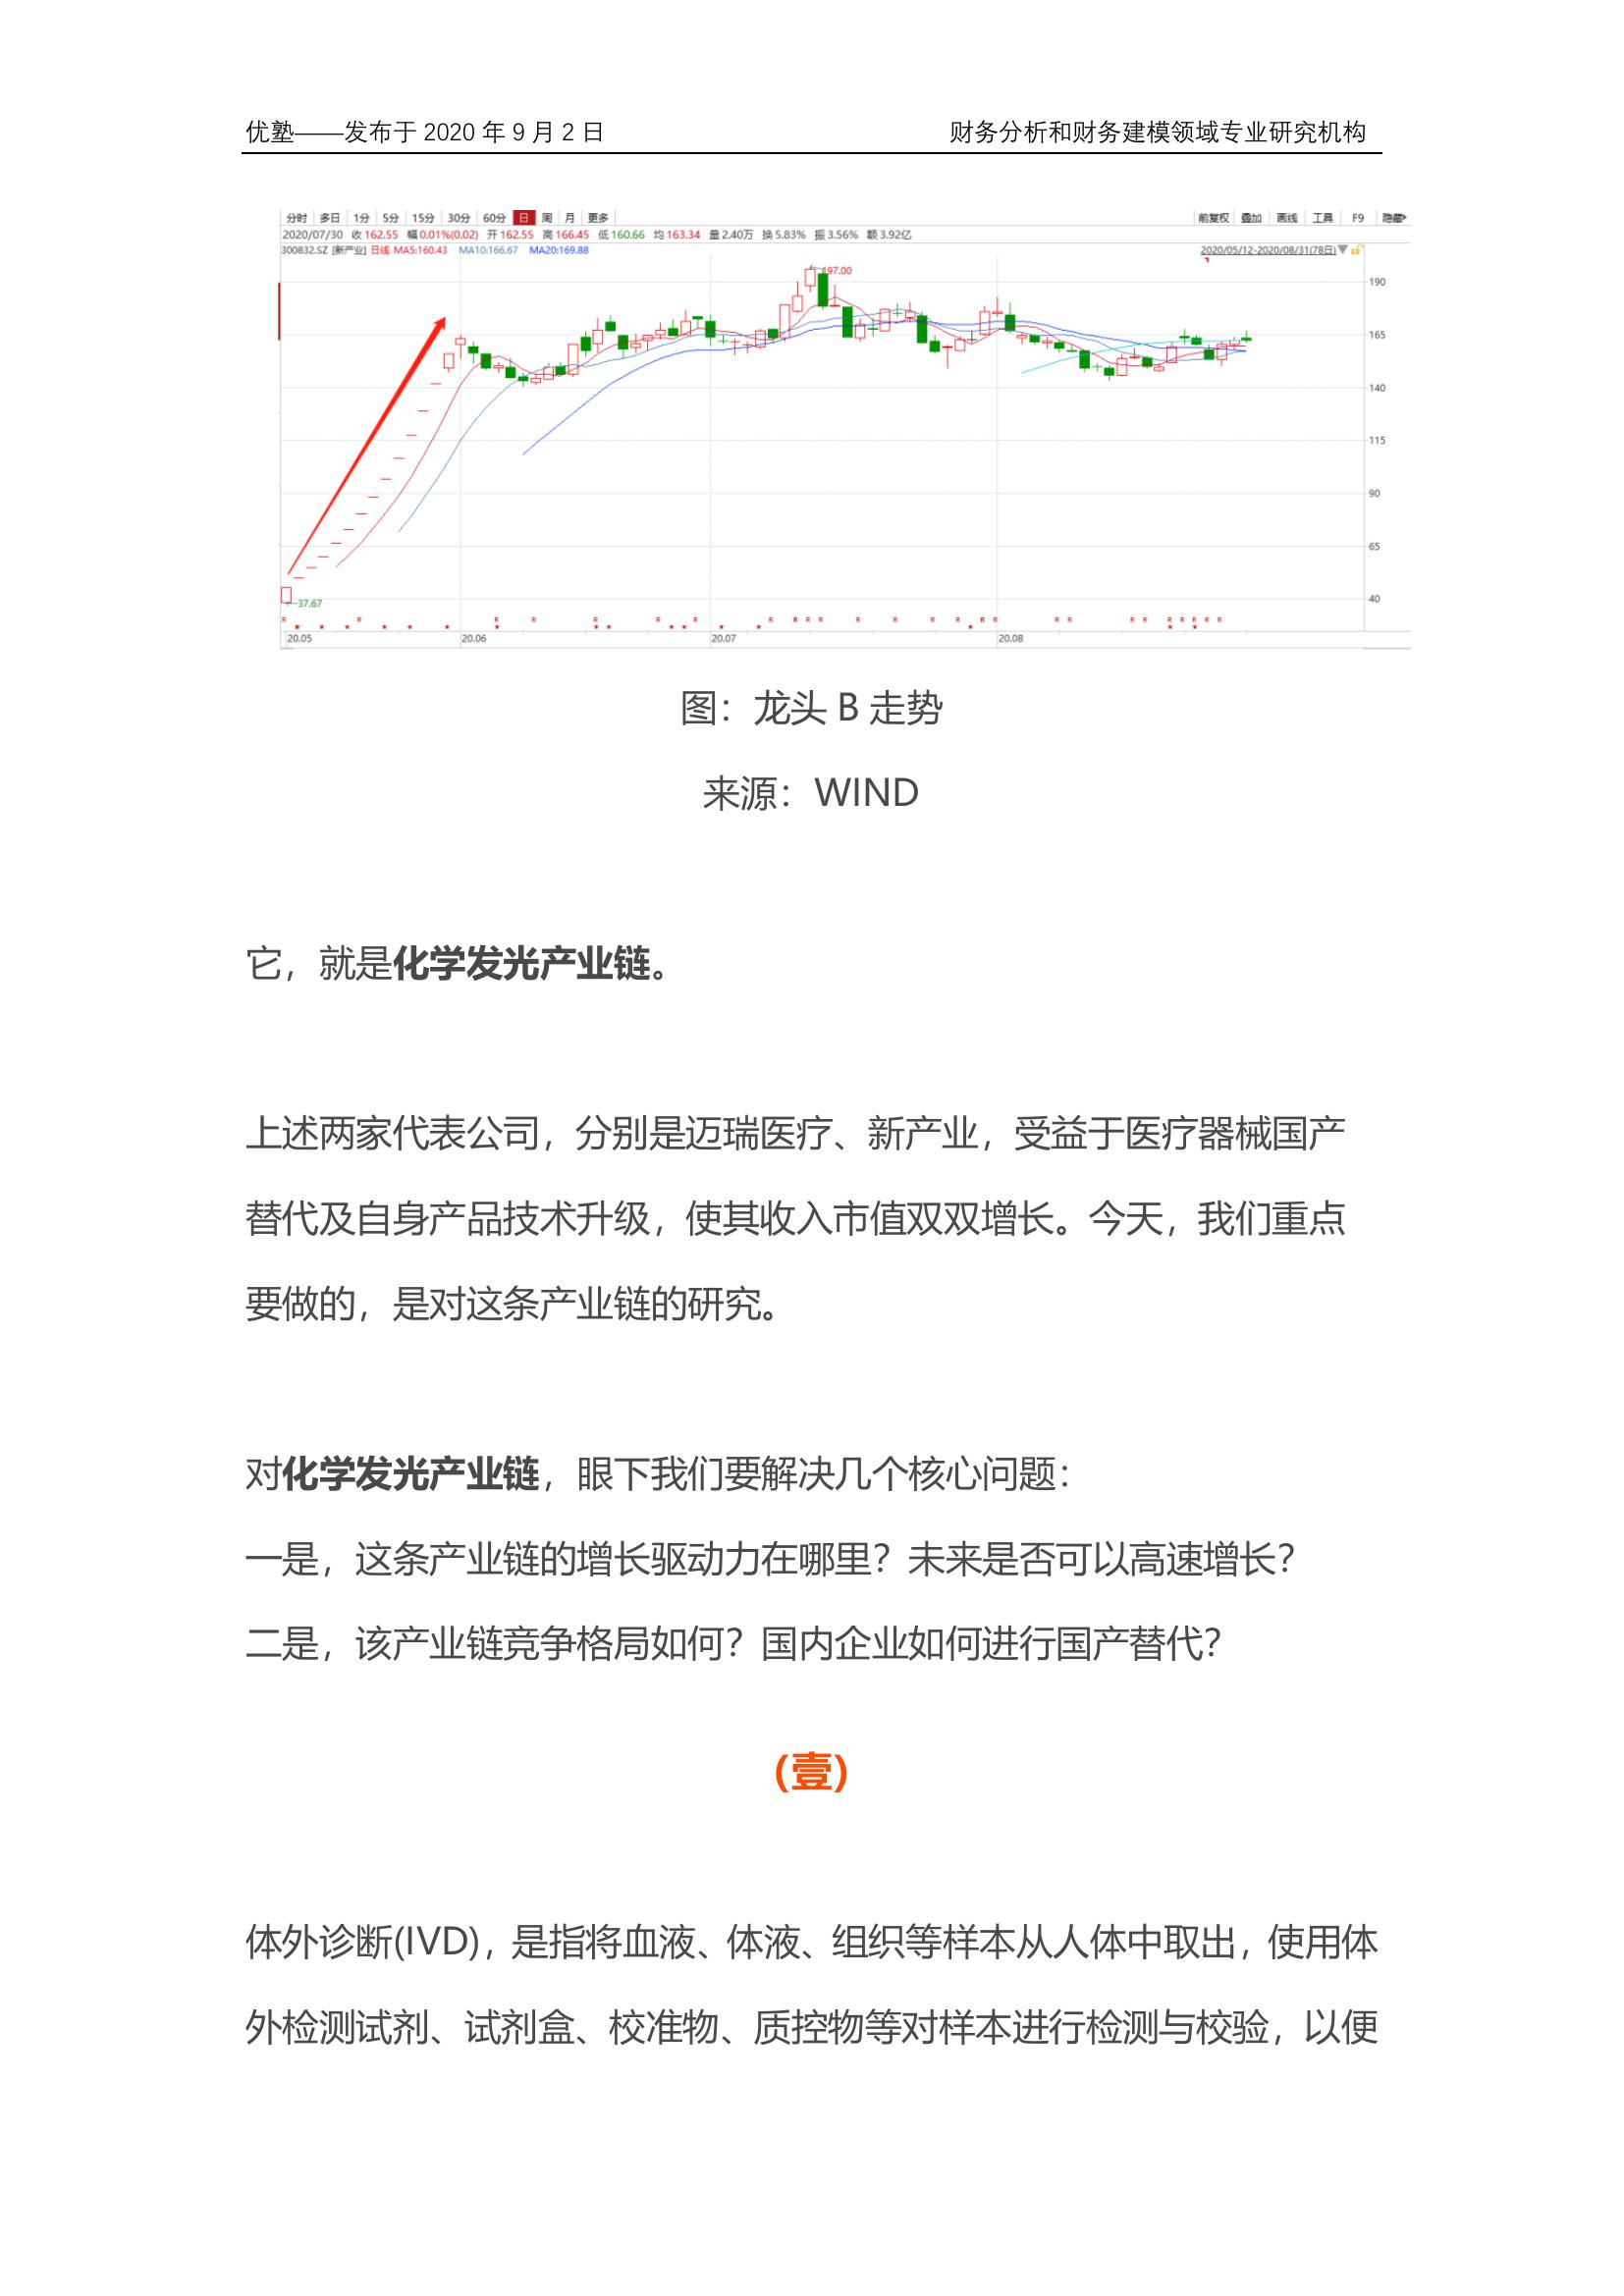 优塾——发布于 2020 年 9 月 2 日 财务分析和财务建模领域专业研究机构
分时 多日 1分 5分 15分 30分 60分 日 周 月 更多 前复权 叠加 画线 工具 F9 隐藏
2020/07/30 收 162.55 幅 0.01%(0.02) 开 162.55 高 166.45 低 160.66 均 163.34 量 2.40万 换 5.83% 振 3.56% 额 3.92亿
300832.SZ [新产业] 日线 MA5:160.43 MA10:166.67 MA20:169.88 2020/05/12-2020/08/31(78日)
197.00
190
165
140
115
90
65
40
37.67
20.05 20.06 20.07 20.08
图：龙头 B 走势
来源：WIND
它，就是化学发光产业链。
上述两家代表公司，分别是迈瑞医疗、新产业，受益于医疗器械国产
替代及自身产品技术升级，使其收入市值双双增长。今天，我们重点
要做的，是对这条产业链的研究。
对化学发光产业链，眼下我们要解决几个核心问题：
一是，这条产业链的增长驱动力在哪里？未来是否可以高速增长？
二是，该产业链竞争格局如何？国内企业如何进行国产替代？
(壹)
体外诊断(IVD)，是指将血液、体液、组织等样本从人体中取出，使用体
外检测试剂、试剂盒、校准物、质控物等对样本进行检测与校验，以便